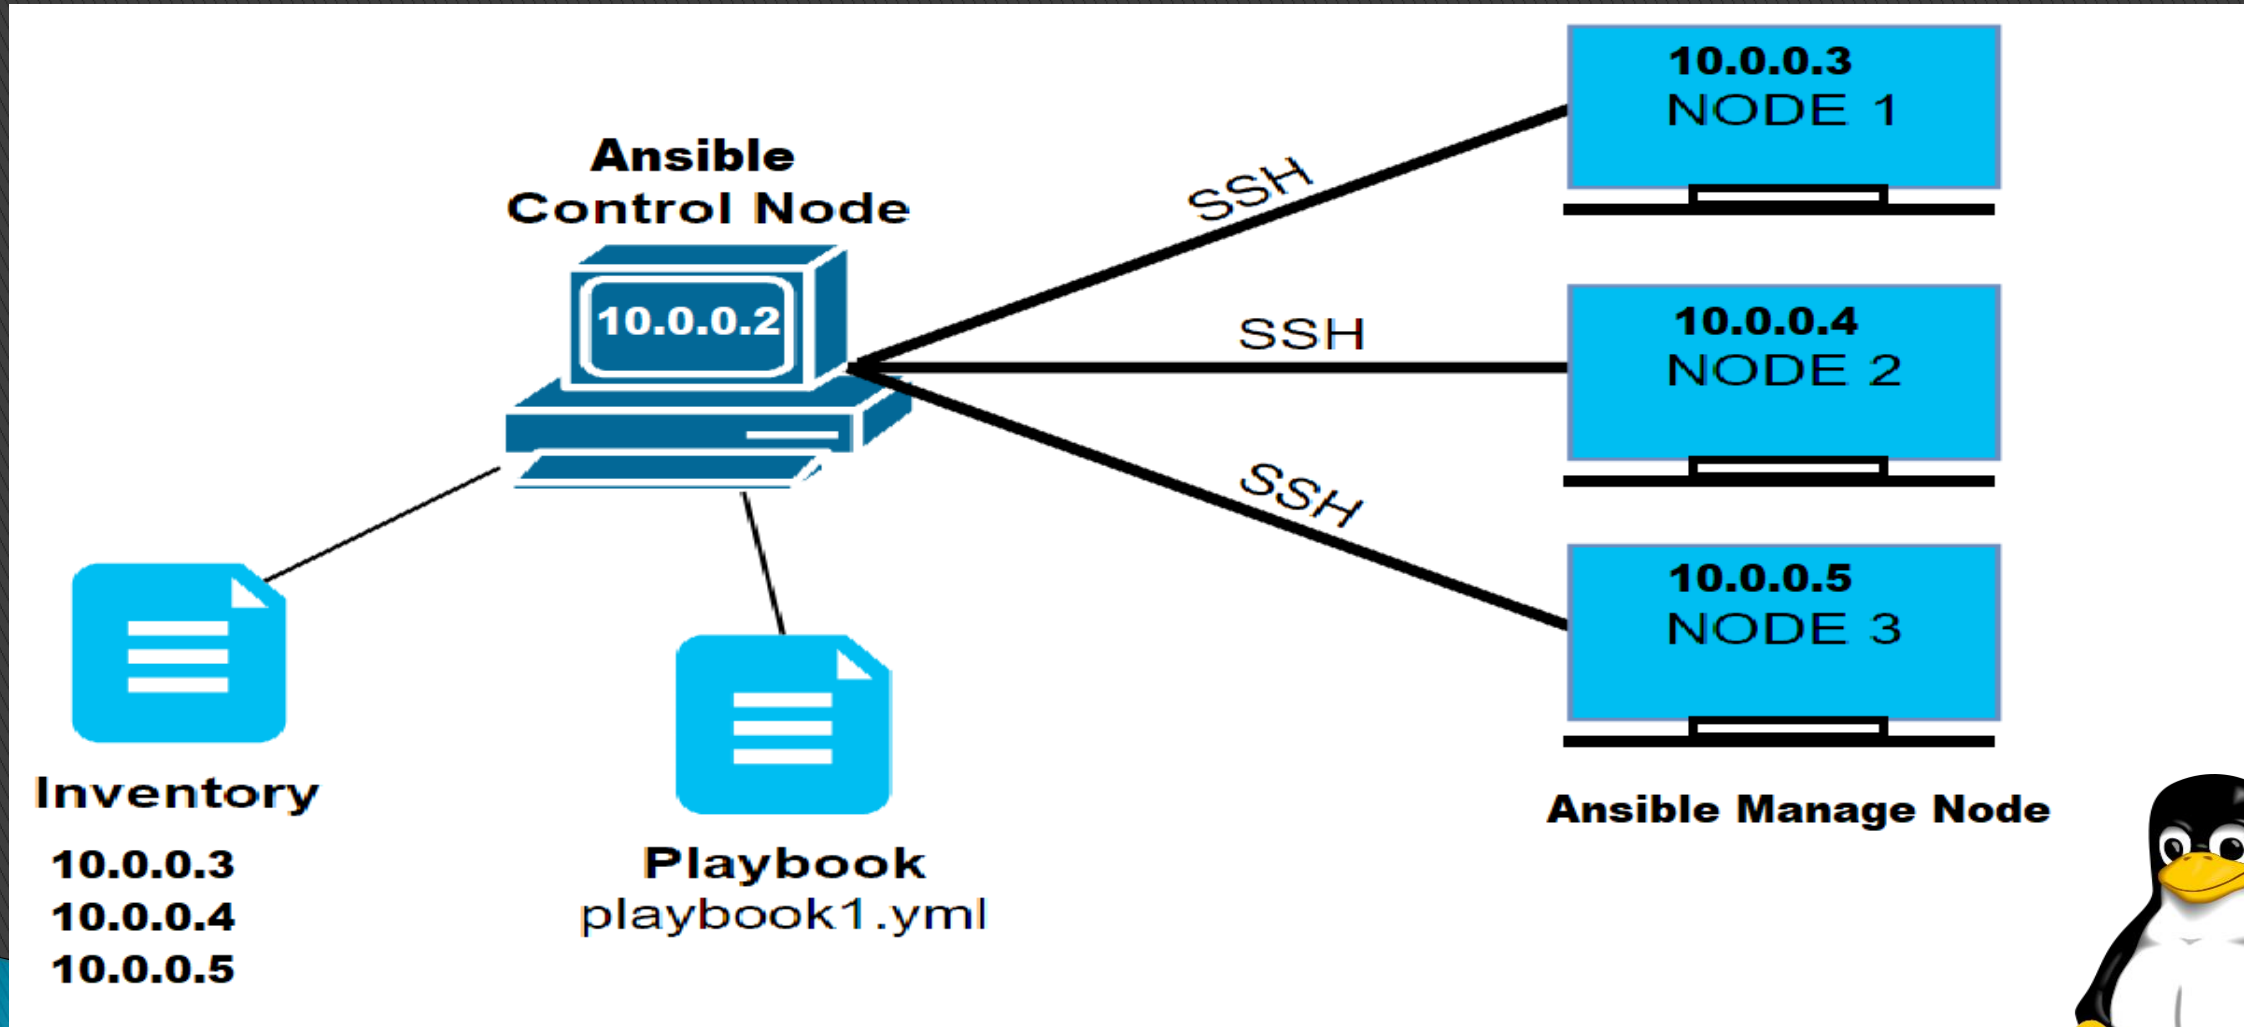 Ansible
Control Node
10.0.0.2
SSH
SSH
SSH
10.0.0.3
NODE 1
10.0.0.4
NODE 2
10.0.0.5
NODE 3
Ansible Manage Node
Inventory
10.0.0.3
10.0.0.4
10.0.0.5
Playbook
playbook1.yml